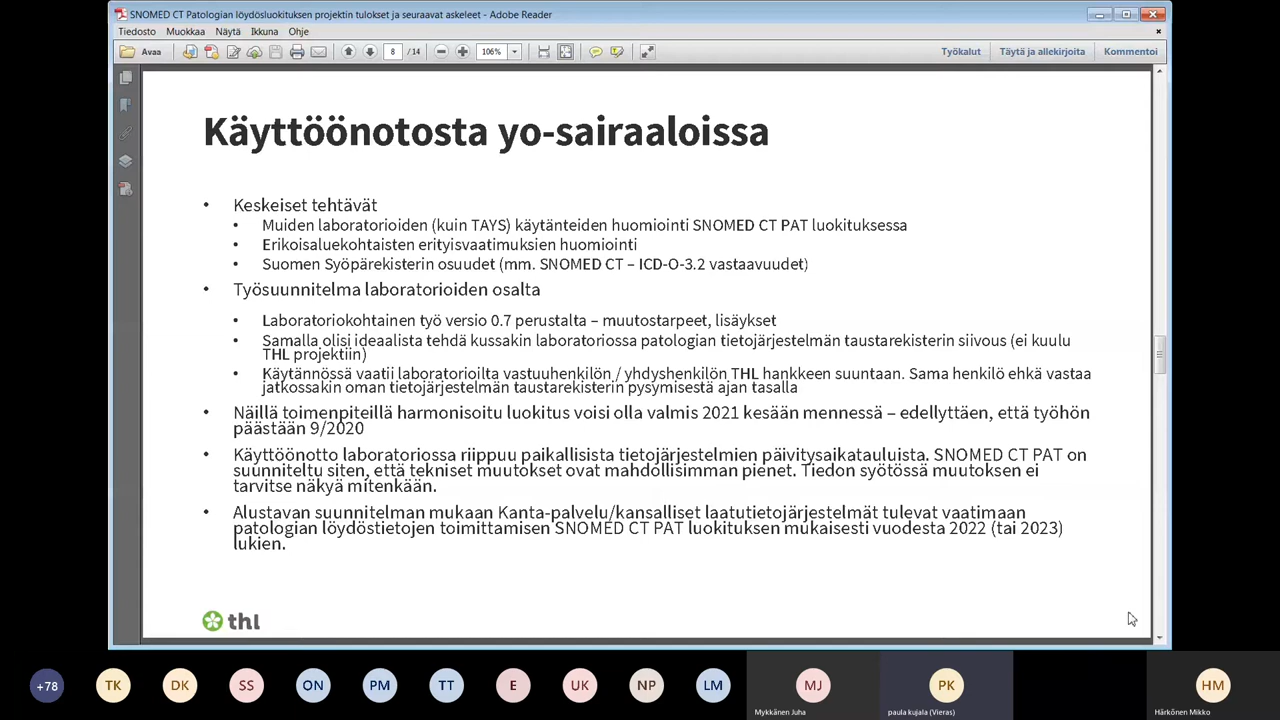 SNOMED CT Patologian löydösluokituksen projektin tulokset ja seuraavat askeleet - Adobe Reader
Tiedosto Muokkaa Näytä Ikkuna Ohje
Avaa 8 /14 106% Työkalut Täytä ja allekirjoita Kommentoi
Käyttöönotosta yo-sairaaloissa
• Keskeiset tehtävät
• Muiden laboratorioiden (kuin TAYS) käytänteiden huomiointi SNOMED CT PAT luokituksessa
• Erikoisaluekohtaisten erityisvaatimuksien huomiointi
• Suomen Syöpärekisterin osuudet (mm. SNOMED CT – ICD-O-3.2 vastaavuudet)
• Työsuunnitelma laboratorioiden osalta
• Laboratoriokohtainen työ versio 0.7 perustalta – muutostarpeet, lisäykset
• Samalla olisi ideaalista tehdä kussakin laboratoriossa patologian tietojärjestelmän taustarekisterin siivous (ei kuulu
THL projektiin)
• Käytännössä vaatii laboratorioilta vastuuhenkilön / yhdyshenkilön THL hankkeen suuntaan. Sama henkilö ehkä vastaa
jatkossakin oman tietojärjestelmän taustarekisterin pysymisestä ajan tasalla
• Näillä toimenpiteillä harmonisoitu luokitus voisi olla valmis 2021 kesään mennessä – edellyttäen, että työhön
päästään 9/2020
• Käyttöönotto laboratoriossa riippuu paikallisista tietojärjestelmien päivitysaikatauluista. SNOMED CT PAT on
suunniteltu siten, että tekniset muutokset ovat mahdollisimman pienet. Tiedon syötössä muutoksen ei
tarvitse näkyä mitenkään.
• Alustavan suunnitelman mukaan Kanta-palvelu/kansalliset laatutietojärjestelmät tulevat vaatimaan
patologian löydöstietojen toimittamisen SNOMED CT PAT luokituksen mukaisesti vuodesta 2022 (tai 2023)
lukien.
thl
+78 TK DK SS ON PM TT E UK NP LM MJ PK HM
Mykkänen Juha paula kujala (Vieras) Härkönen Mikko